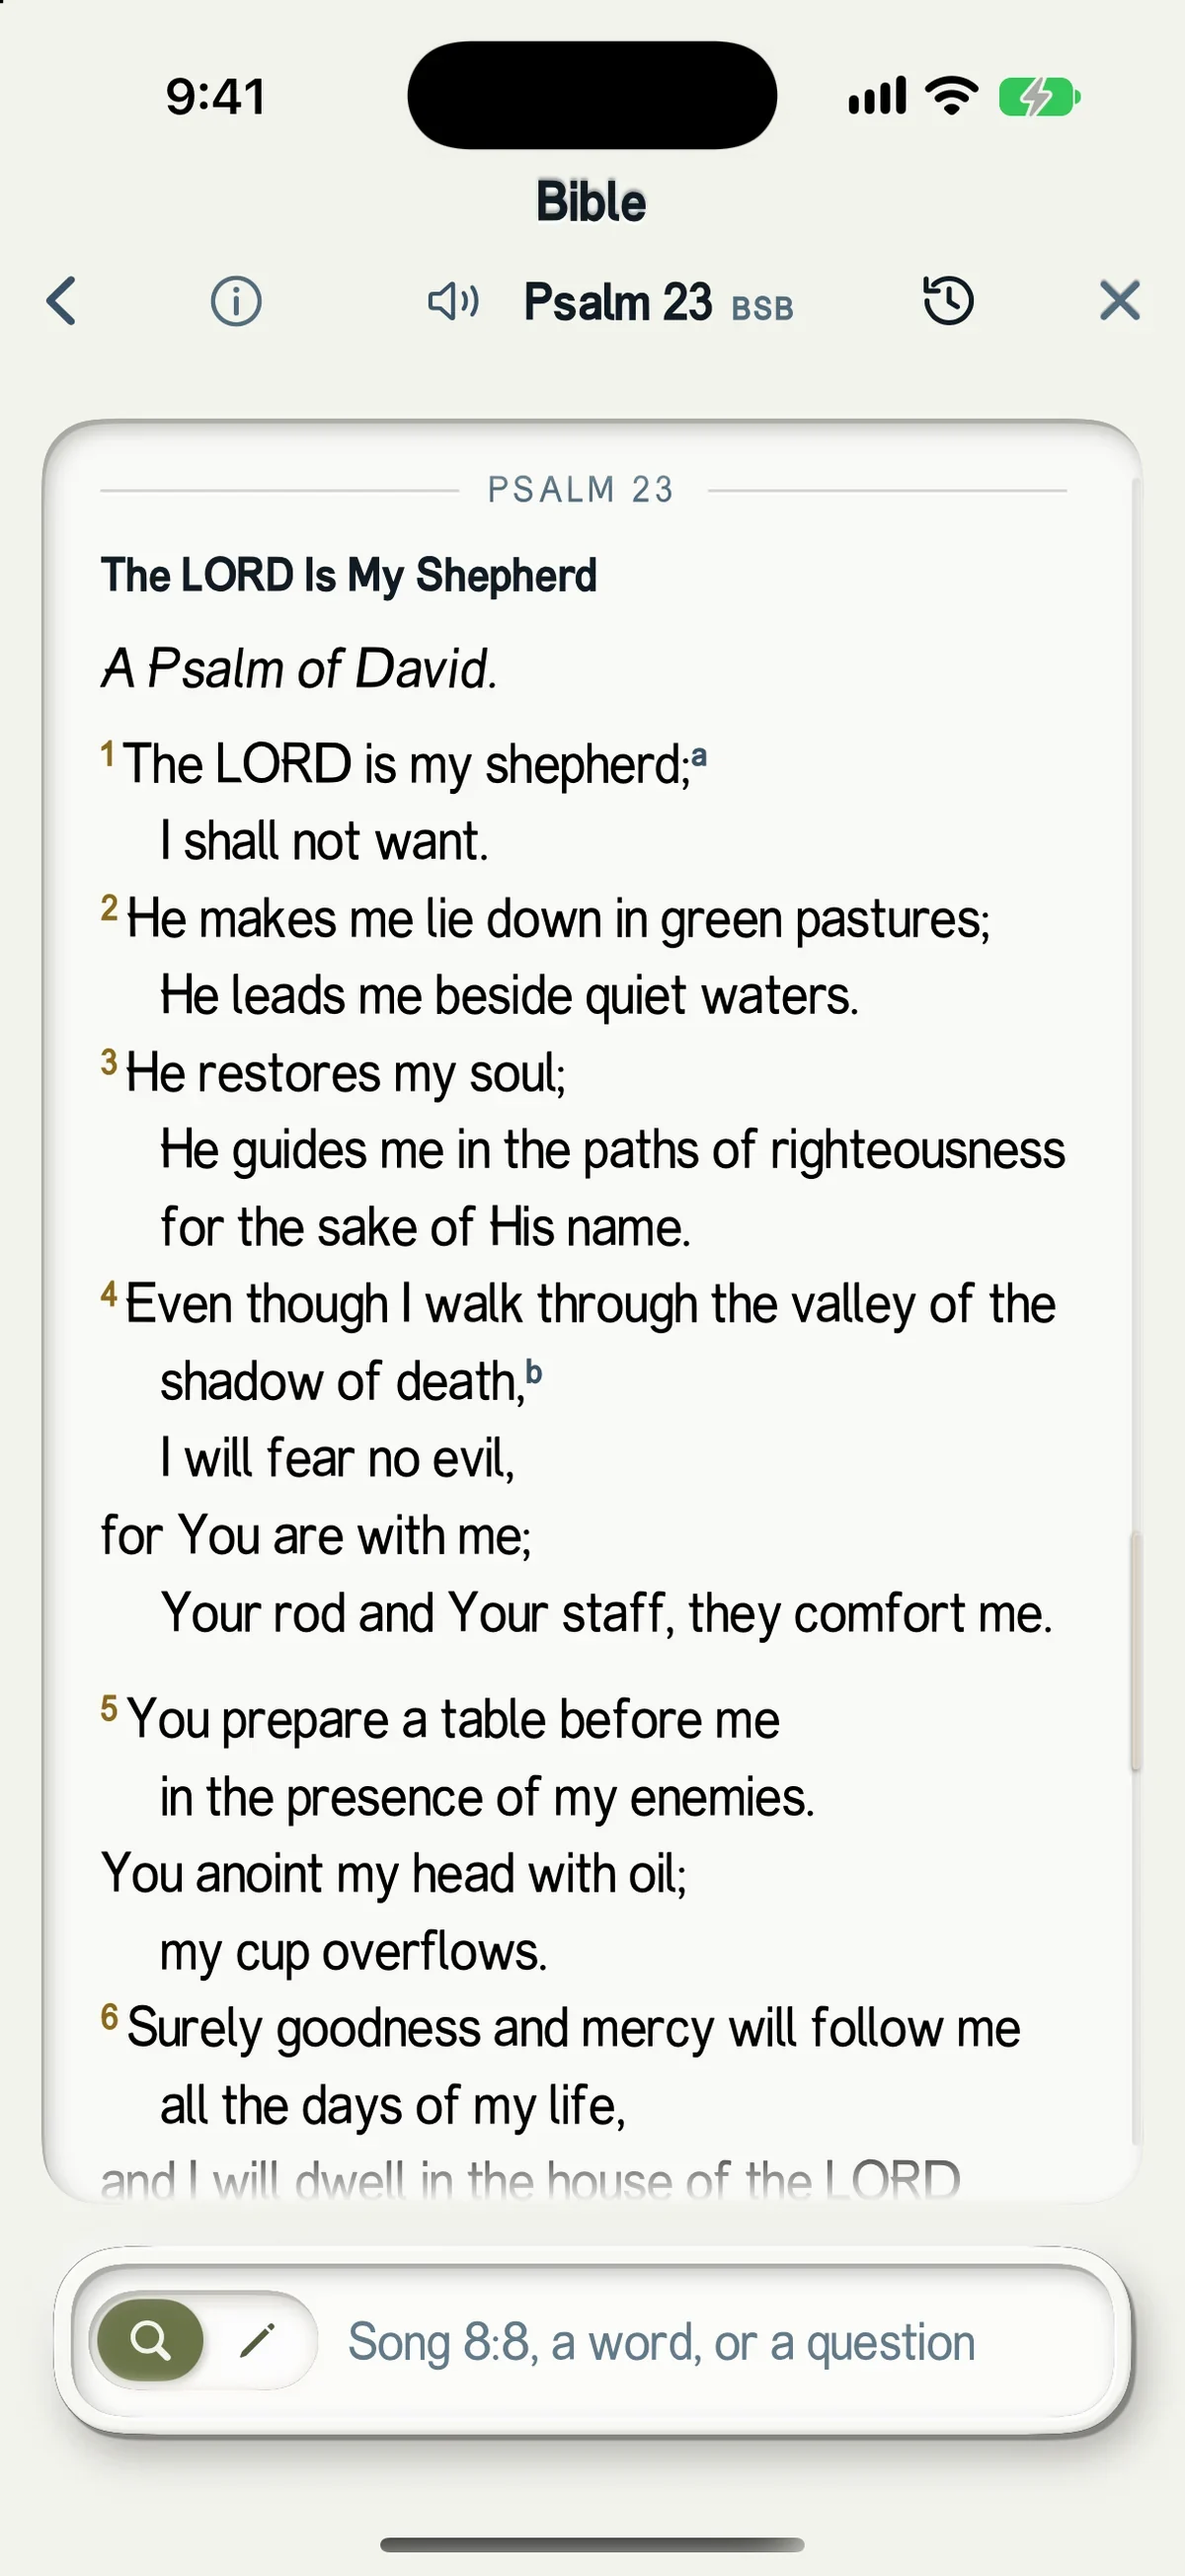 9:41
Bible
Psalm 23 BSB
PSALM 23
The LORD Is My Shepherd
A Psalm of David.
1 The LORD is my shepherd;a
I shall not want.
2 He makes me lie down in green pastures;
He leads me beside quiet waters.
3 He restores my soul;
He guides me in the paths of righteousness
for the sake of His name.
4 Even though I walk through the valley of the
shadow of death,b
I will fear no evil,
for You are with me;
Your rod and Your staff, they comfort me.
5 You prepare a table before me
in the presence of my enemies.
You anoint my head with oil;
my cup overflows.
6 Surely goodness and mercy will follow me
all the days of my life,
and I will dwell in the house of the LORD
Song 8:8, a word, or a question